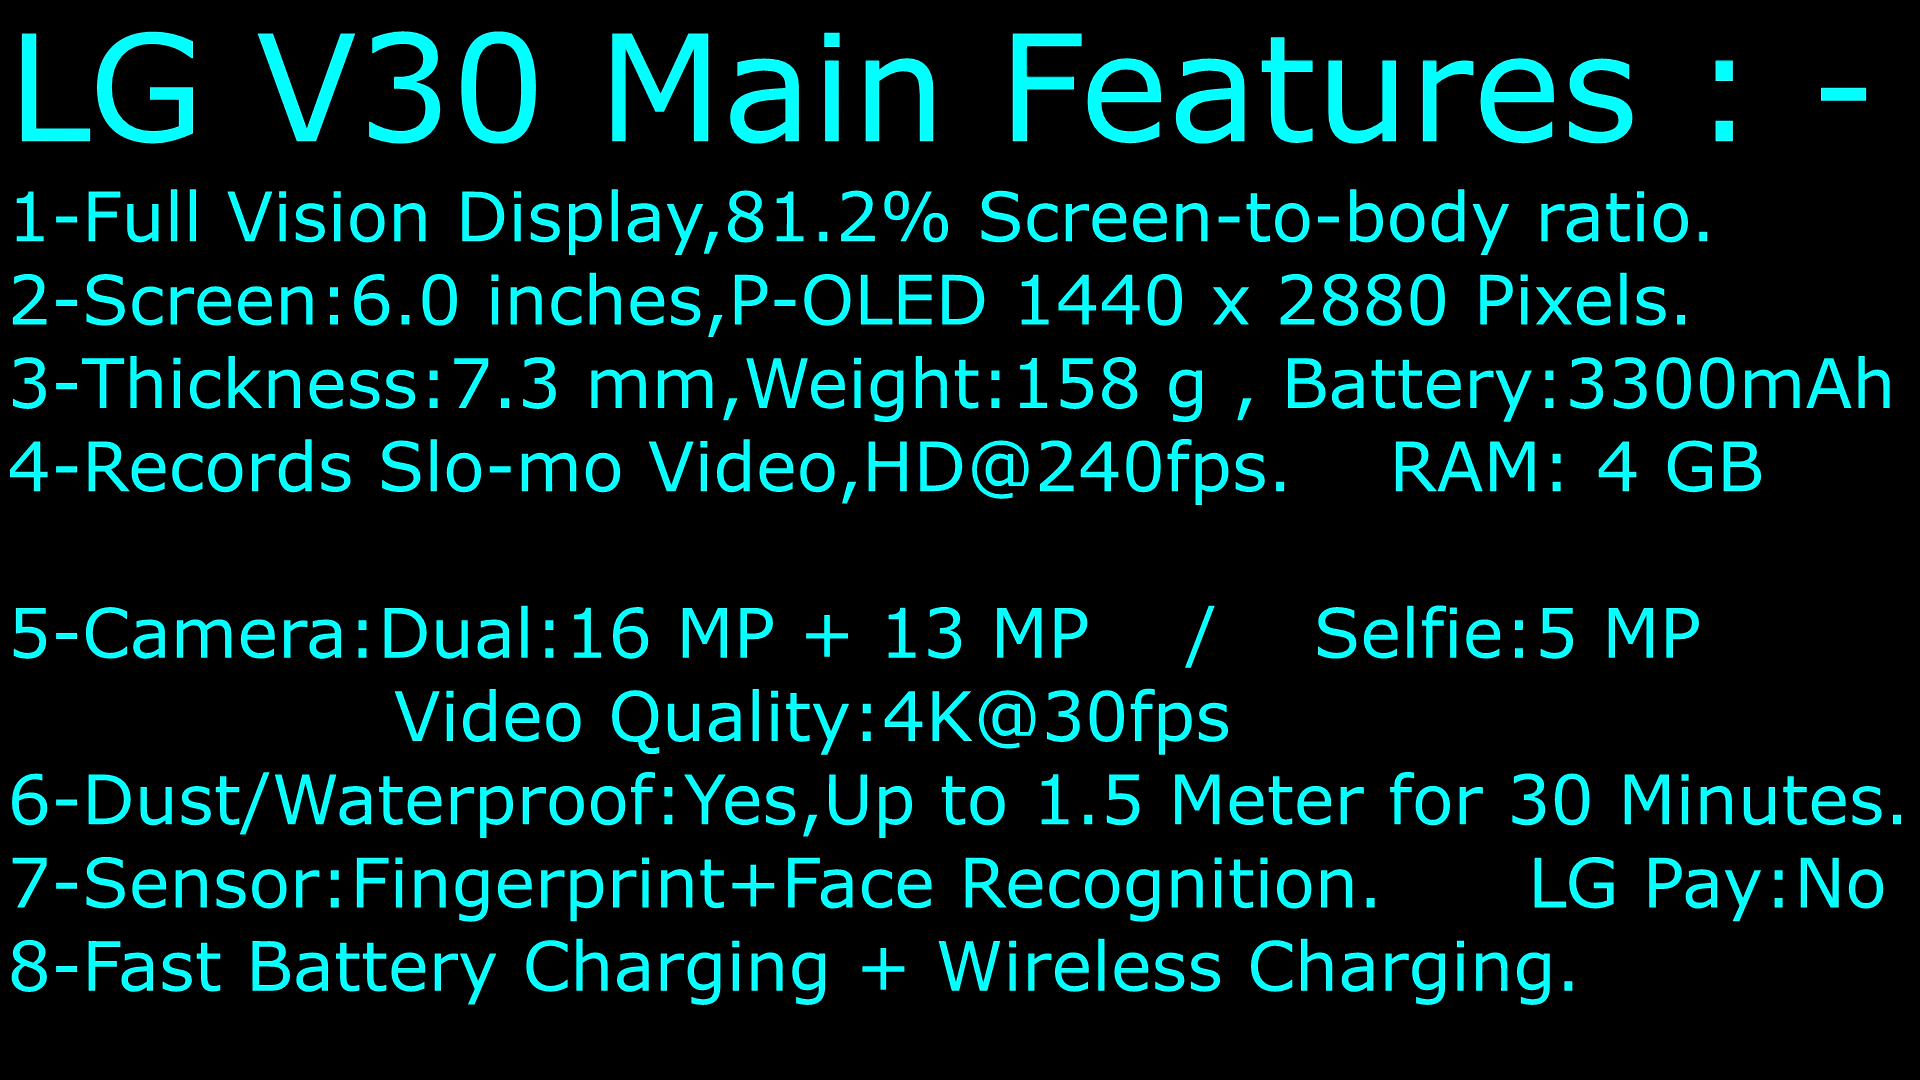 LG V30 Main Features : -
1-Full Vision Display,81.2% Screen-to-body ratio.
2-Screen:6.0 inches,P-OLED 1440 x 2880 Pixels.
3-Thickness:7.3 mm,Weight:158 g , Battery:3300mAh
4-Records Slo-mo Video,HD@240fps. RAM: 4 GB
5-Camera:Dual:16 MP + 13 MP / Selfie:5 MP
Video Quality:4K@30fps
6-Dust/Waterproof:Yes,Up to 1.5 Meter for 30 Minutes.
7-Sensor:Fingerprint+Face Recognition. LG Pay:No
8-Fast Battery Charging + Wireless Charging.